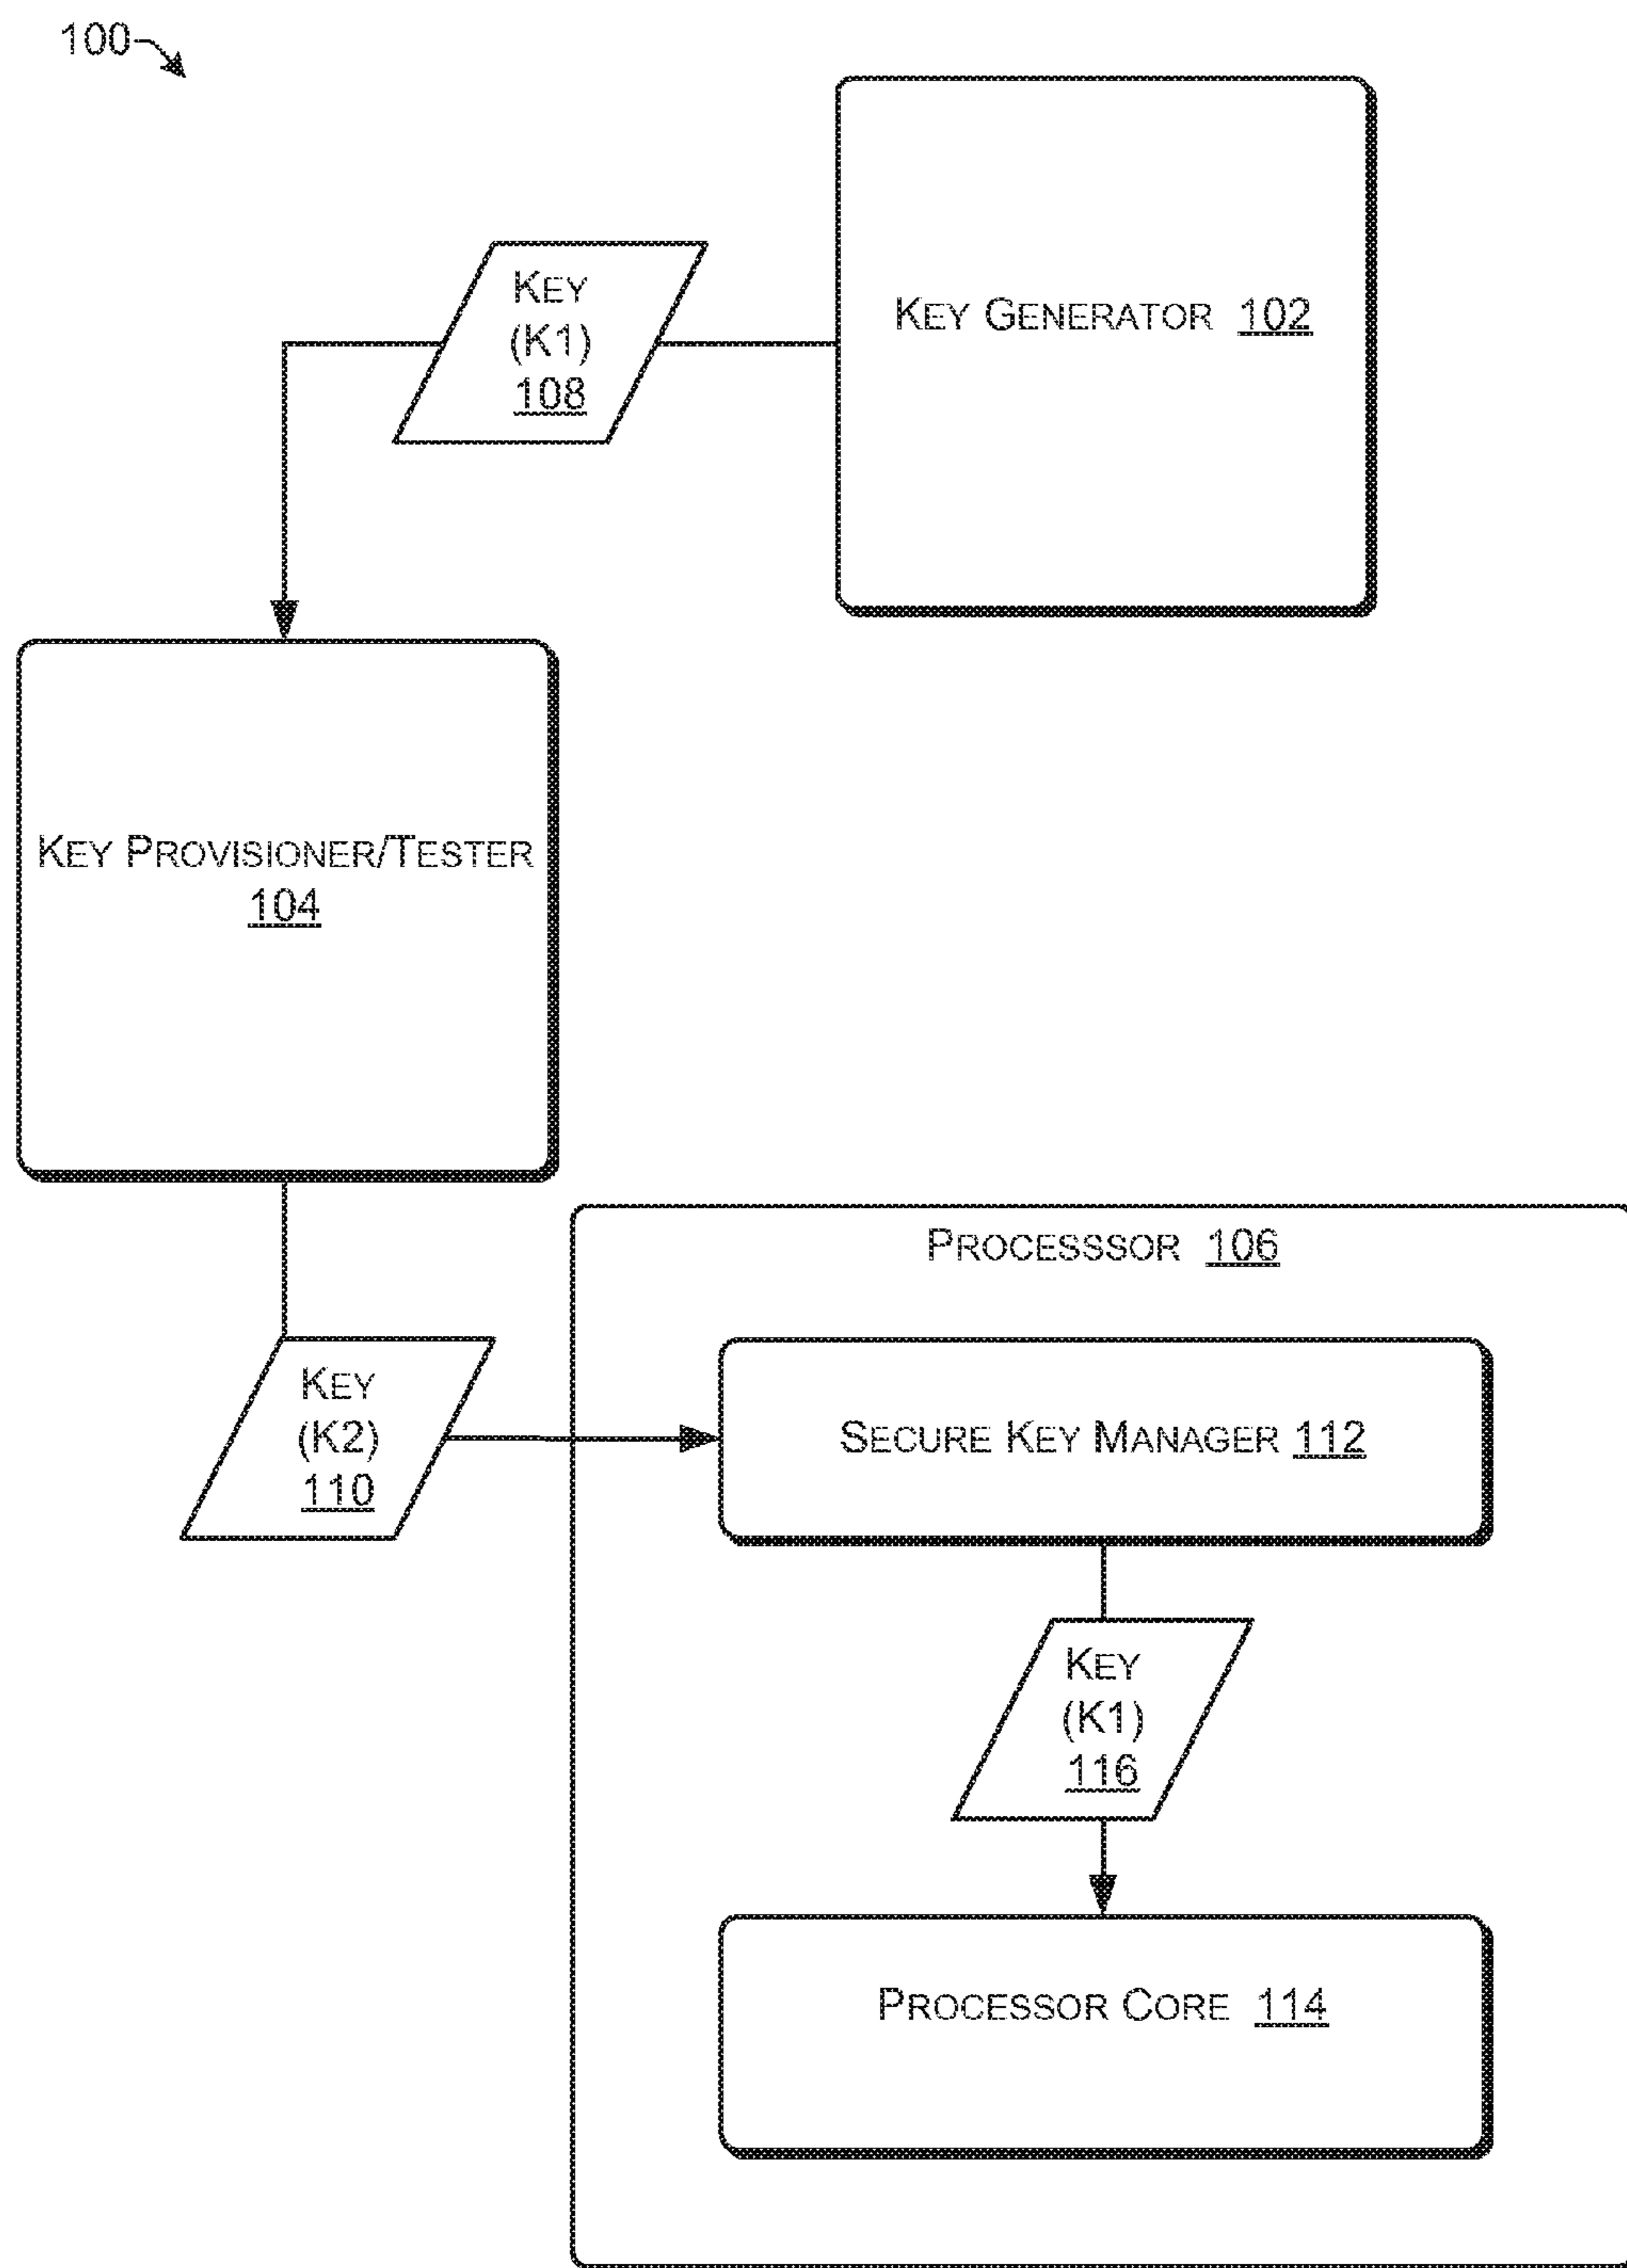 100
KEY GENERATOR 102
KEY
(K1)
108
KEY PROVISIONER/TESTER
104
PROCESSSOR 106
KEY
(K2)
110
SECURE KEY MANAGER 112
KEY
(K1)
116
PROCESSOR CORE 114